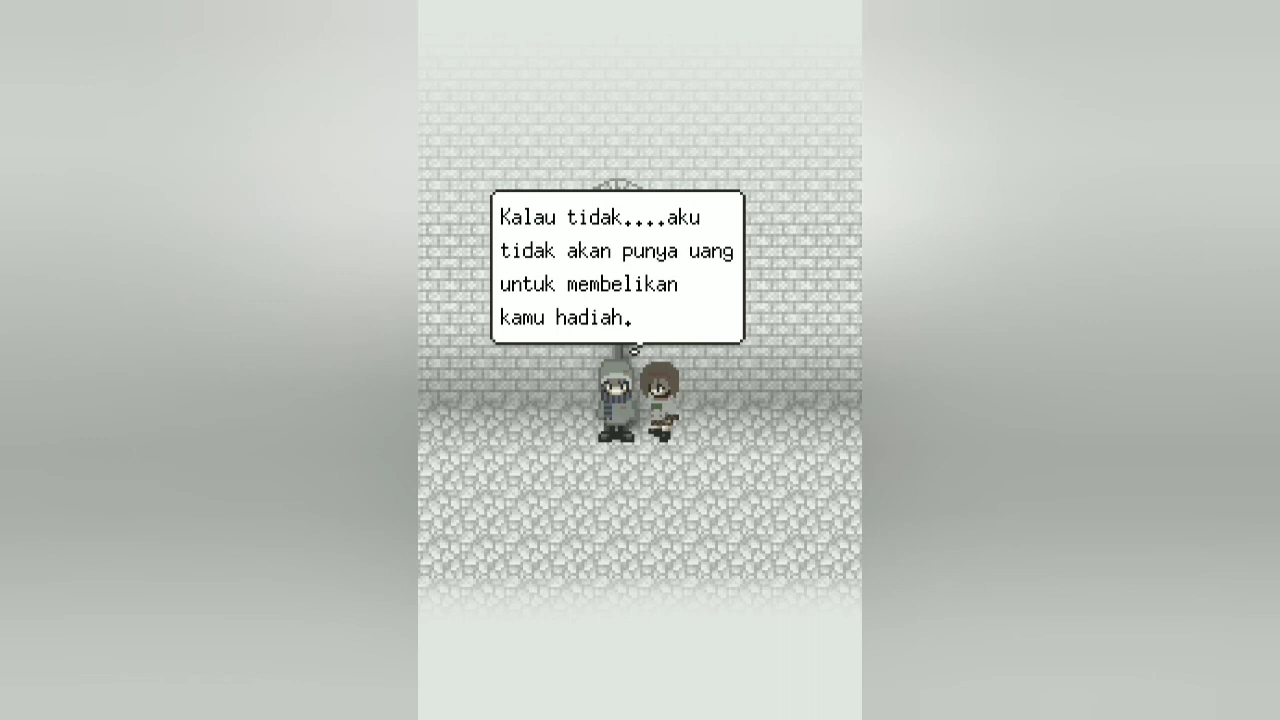 Kalau tidak....aku
tidak akan punya uang
untuk membelikan
kamu hadiah.